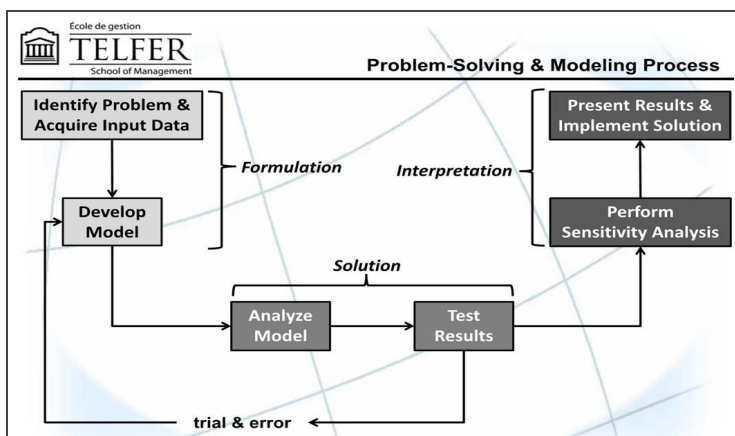 École de gestion
TELFER
School of Management
Problem-Solving & Modeling Process
Identify Problem &
Acquire Input Data
Formulation
Develop
Model
Present Results &
Implement Solution
Interpretation
Perform
Sensitivity Analysis
Solution
Analyze
Model
Test
Results
trial & error